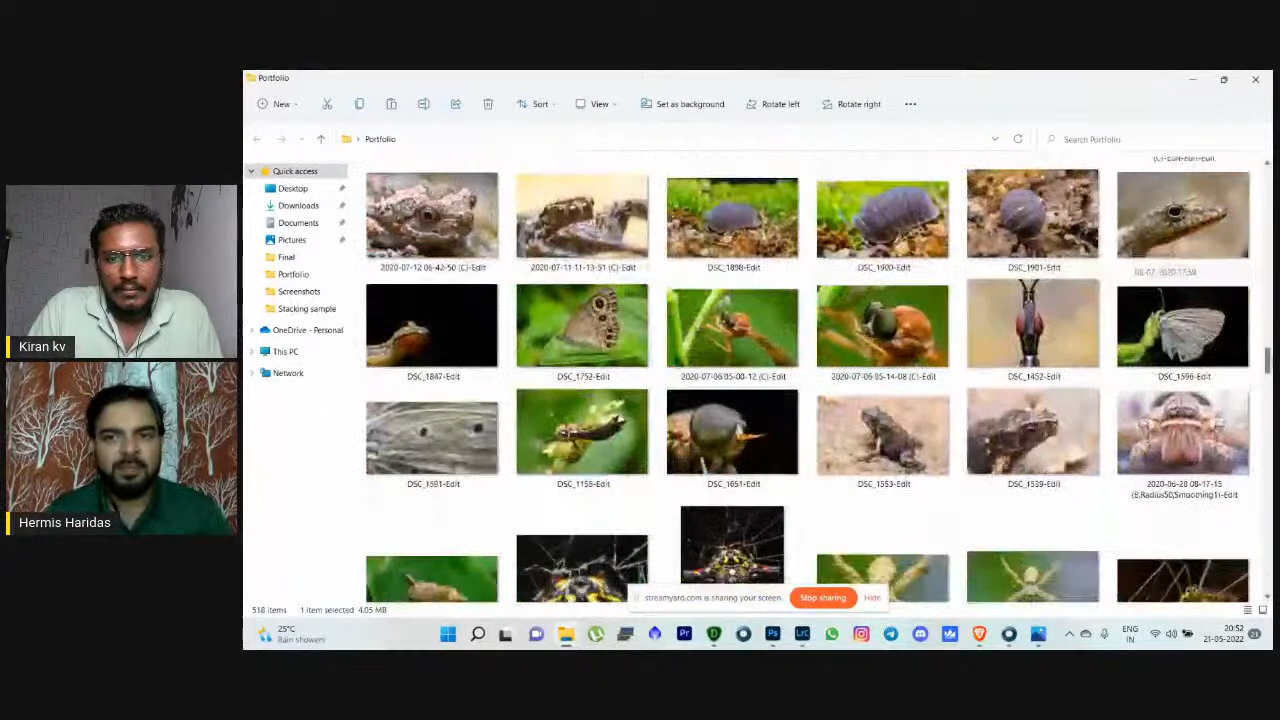 Portfolio
New
Sort
View
Set as background
Rotate left
Rotate right
Portfolio
Search Portfolio
Quick access
Desktop
Downloads
Documents
Pictures
Final
Portfolio
Screenshots
Stacking sample
OneDrive - Personal
This PC
Network
2020-07-12 06-42-50 (C)-Edit
2020-07-11 11-13-51 (C)-Edit
DSC_1898-Edit
DSC_1900-Edit
DSC_1901-Edit
DSC_1847-Edit
DSC_1752-Edit
2020-07-06 05-00-12 (C)-Edit
2020-07-06 05-14-08 (C)-Edit
DSC_1452-Edit
DSC_1596-Edit
DSC_1591-Edit
DSC_1155-Edit
DSC_1651-Edit
DSC_1553-Edit
DSC_1539-Edit
2020-06-28 08-17-15
(B,Radius50,Smoothing1)-Edit
Kiran kv
Hermis Haridas
streamyard.com is sharing your screen.
Stop sharing
Hide
518 items
1 item selected 4.05 MB
25°C
Rain showers
ENG
IN
20:52
21-05-2022
21